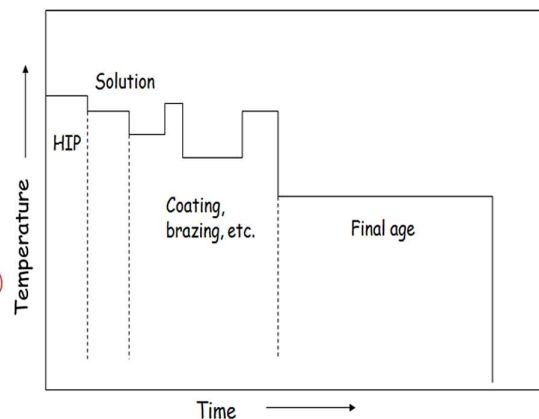 Solution
HIP
Coating,
brazing, etc.
Final age
Temperature
Time